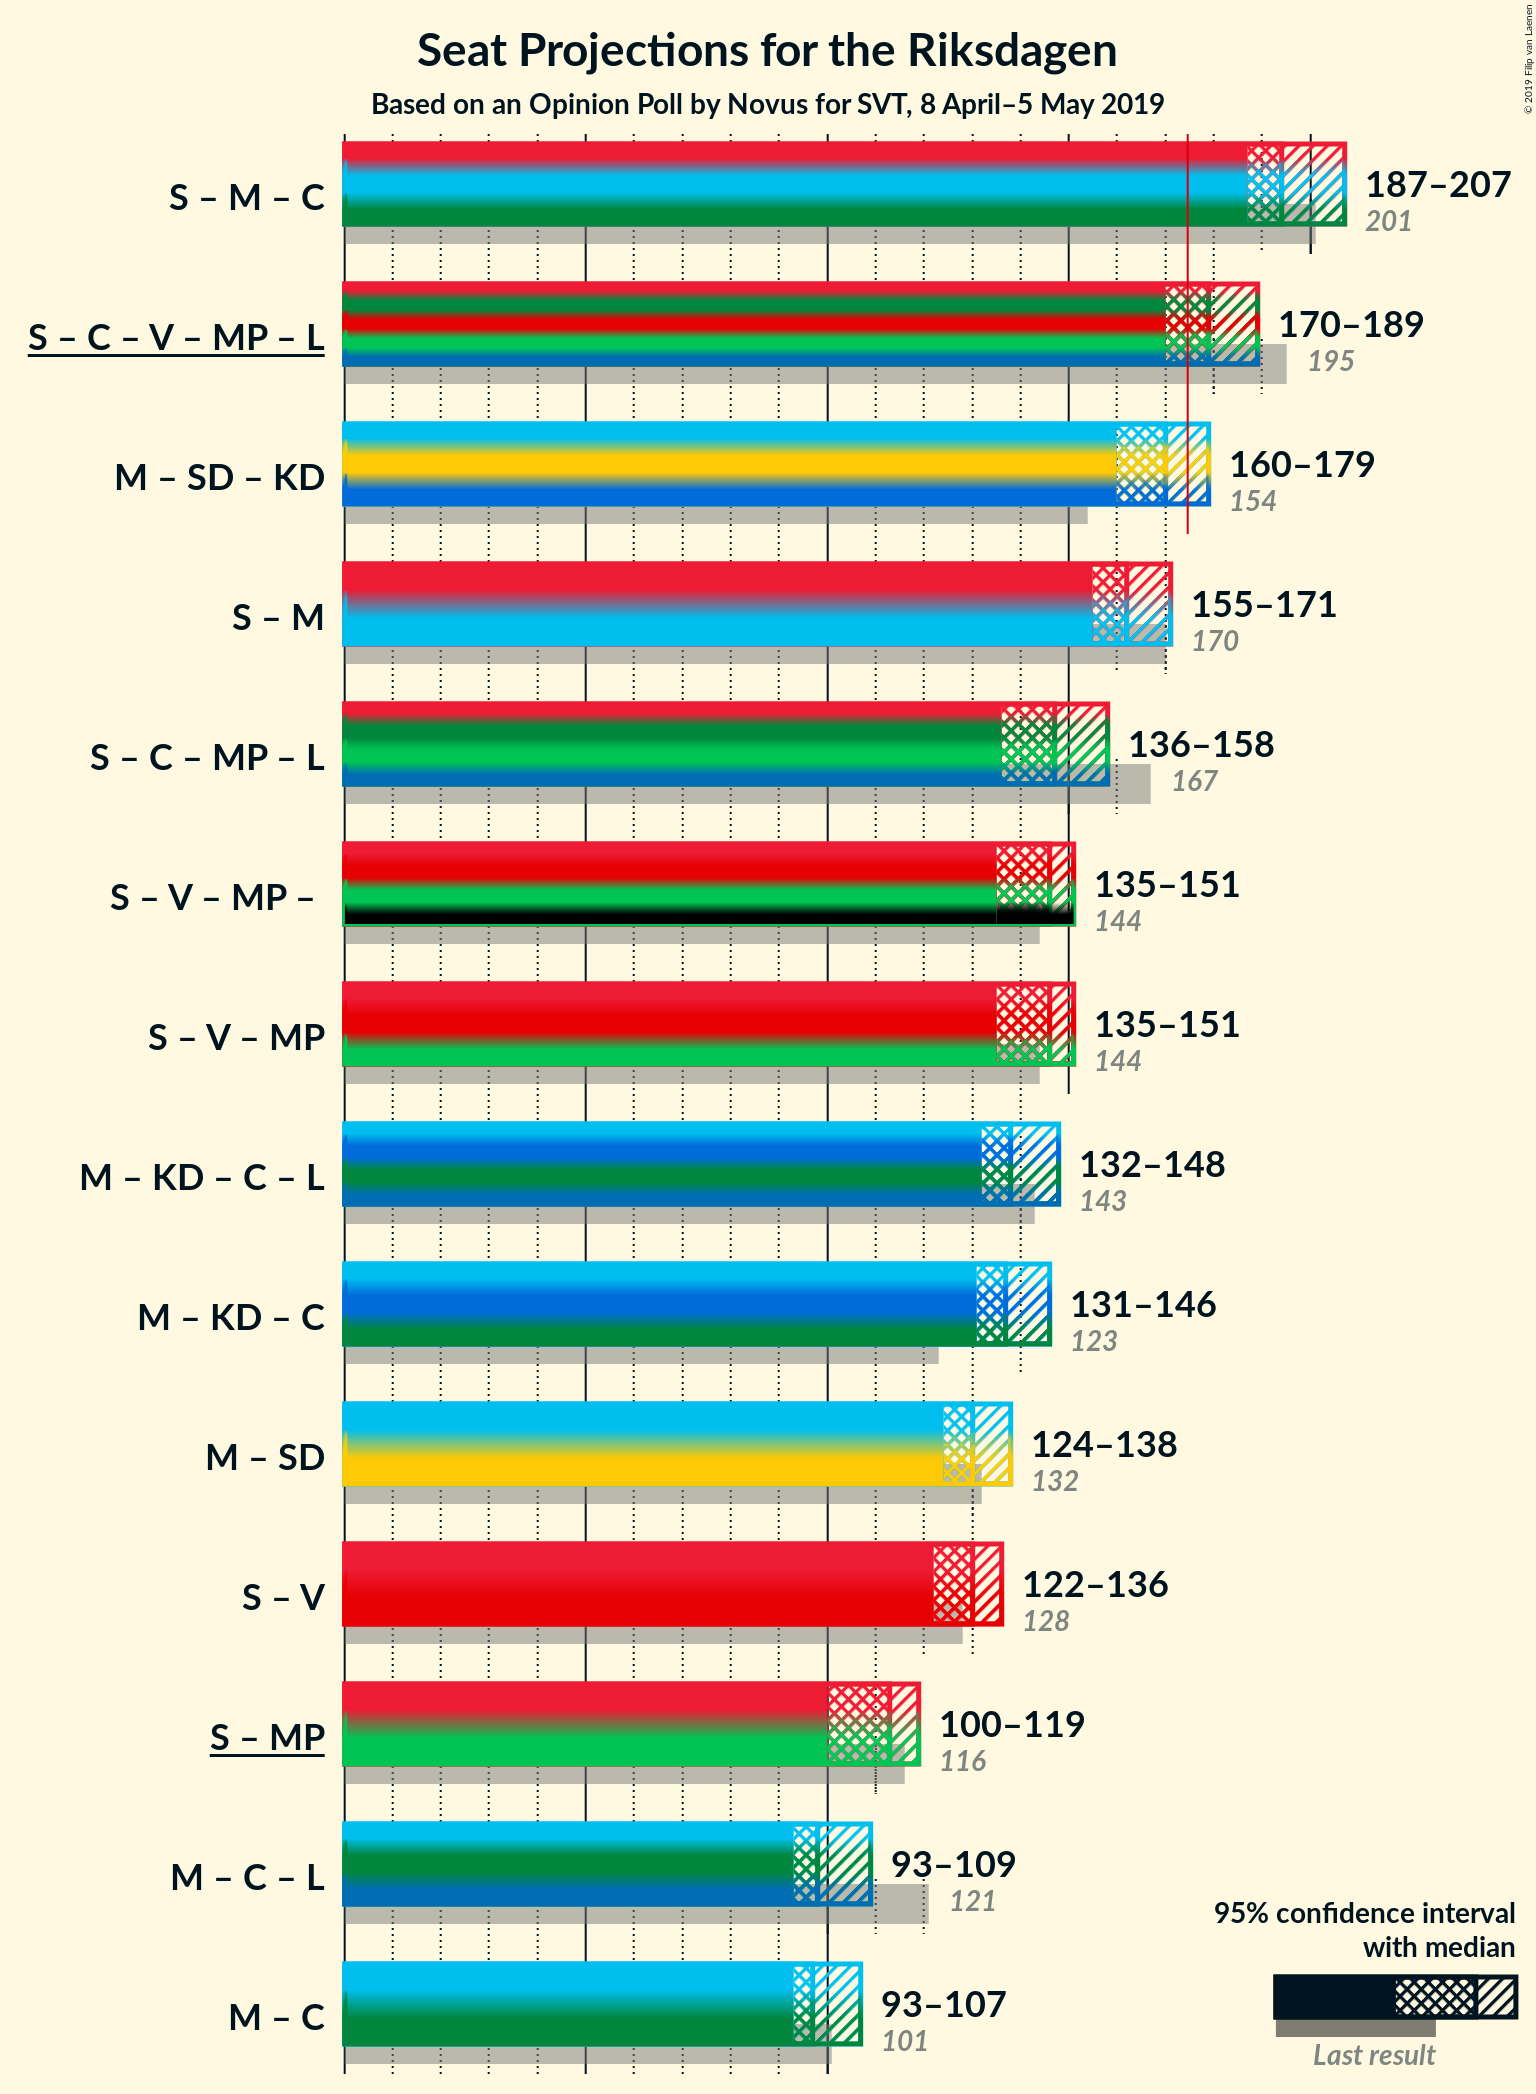 © 2019 Filip van Laenen
Seat Projections for the Riksdagen
Based on an Opinion Poll by Novus for SVT, 8 April–5 May 2019
S – M – C
187–207
201
S – C – V – MP – L
170–189
195
M – SD – KD
160–179
154
S – M
155–171
170
S – C – MP – L
136–158
167
S – V – MP –
135–151
144
S – V – MP
135–151
144
M – KD – C – L
132–148
143
M – KD – C
131–146
123
M – SD
124–138
132
S – V
122–136
128
S – MP
100–119
116
M – C – L
93–109
121
M – C
93–107
101
95% confidence interval
with median
Last result